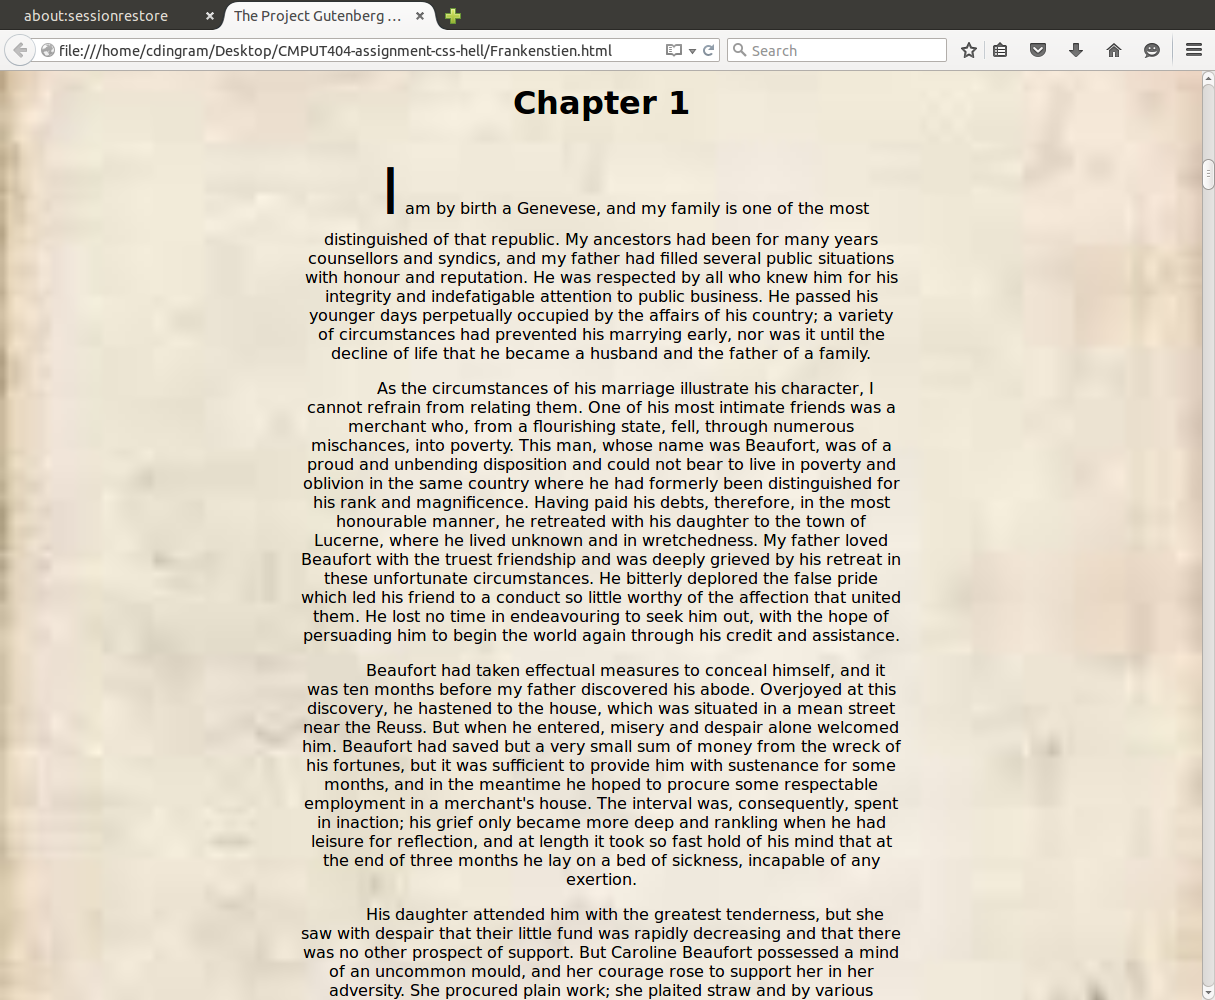 about:sessionrestore
The Project Gutenberg ...
file:///home/cdingram/Desktop/CMPUT404-assignment-css-hell/Frankenstien.html
Search
Chapter 1
I am by birth a Genevese, and my family is one of the most
distinguished of that republic. My ancestors had been for many years
counsellors and syndics, and my father had filled several public situations
with honour and reputation. He was respected by all who knew him for his
integrity and indefatigable attention to public business. He passed his
younger days perpetually occupied by the affairs of his country; a variety
of circumstances had prevented his marrying early, nor was it until the
decline of life that he became a husband and the father of a family.
As the circumstances of his marriage illustrate his character, I
cannot refrain from relating them. One of his most intimate friends was a
merchant who, from a flourishing state, fell, through numerous
mischances, into poverty. This man, whose name was Beaufort, was of a
proud and unbending disposition and could not bear to live in poverty and
oblivion in the same country where he had formerly been distinguished for
his rank and magnificence. Having paid his debts, therefore, in the most
honourable manner, he retreated with his daughter to the town of
Lucerne, where he lived unknown and in wretchedness. My father loved
Beaufort with the truest friendship and was deeply grieved by his retreat in
these unfortunate circumstances. He bitterly deplored the false pride
which led his friend to a conduct so little worthy of the affection that united
them. He lost no time in endeavouring to seek him out, with the hope of
persuading him to begin the world again through his credit and assistance.
Beaufort had taken effectual measures to conceal himself, and it
was ten months before my father discovered his abode. Overjoyed at this
discovery, he hastened to the house, which was situated in a mean street
near the Reuss. But when he entered, misery and despair alone welcomed
him. Beaufort had saved but a very small sum of money from the wreck of
his fortunes, but it was sufficient to provide him with sustenance for some
months, and in the meantime he hoped to procure some respectable
employment in a merchant's house. The interval was, consequently, spent
in inaction; his grief only became more deep and rankling when he had
leisure for reflection, and at length it took so fast hold of his mind that at
the end of three months he lay on a bed of sickness, incapable of any
exertion.
His daughter attended him with the greatest tenderness, but she
saw with despair that their little fund was rapidly decreasing and that there
was no other prospect of support. But Caroline Beaufort possessed a mind
of an uncommon mould, and her courage rose to support her in her
adversity. She procured plain work; she plaited straw and by various